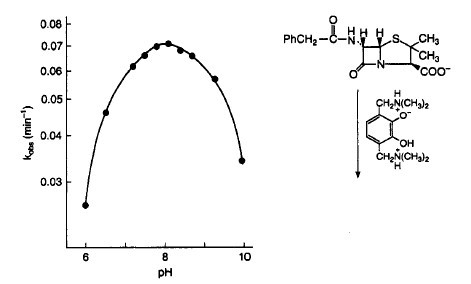 0.08
0.07
0.06
0.05
0.04
0.03
k_obs (min⁻¹)
6
8
10
pH
O
PhCH₂
C
H
N
H
H
S
CH₃
CH₃
O
N
COO⁻
H
CH₂N(CH₃)₂
+
O⁻
OH
+
CH₂N(CH₃)₂
H